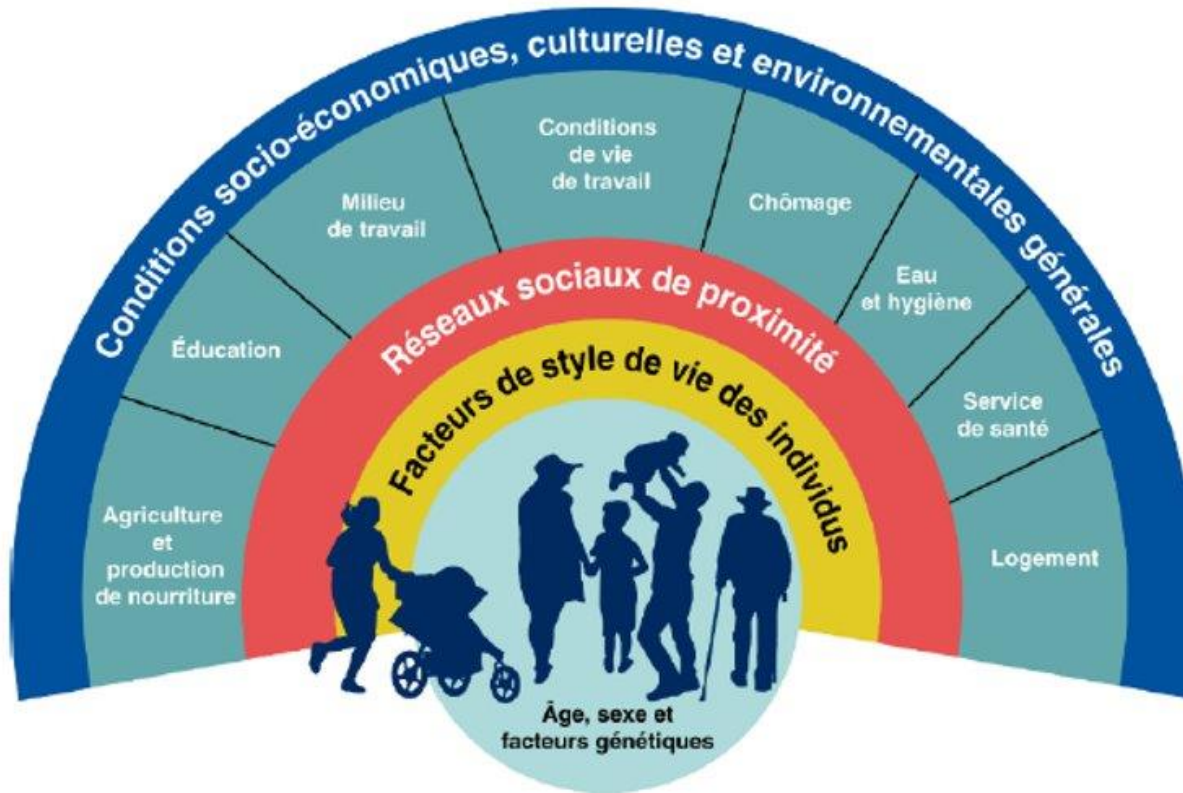 Conditions socio-économiques, culturelles et environnementales générales
Conditions
de vie
de travail
Milieu
de travail
Chômage
Eau
et hygiène
Éducation
Service
de santé
Agriculture
et
production
de nourriture
Logement
Réseaux sociaux de proximité
Facteurs de style de vie des individus
Âge, sexe et
facteurs génétiques